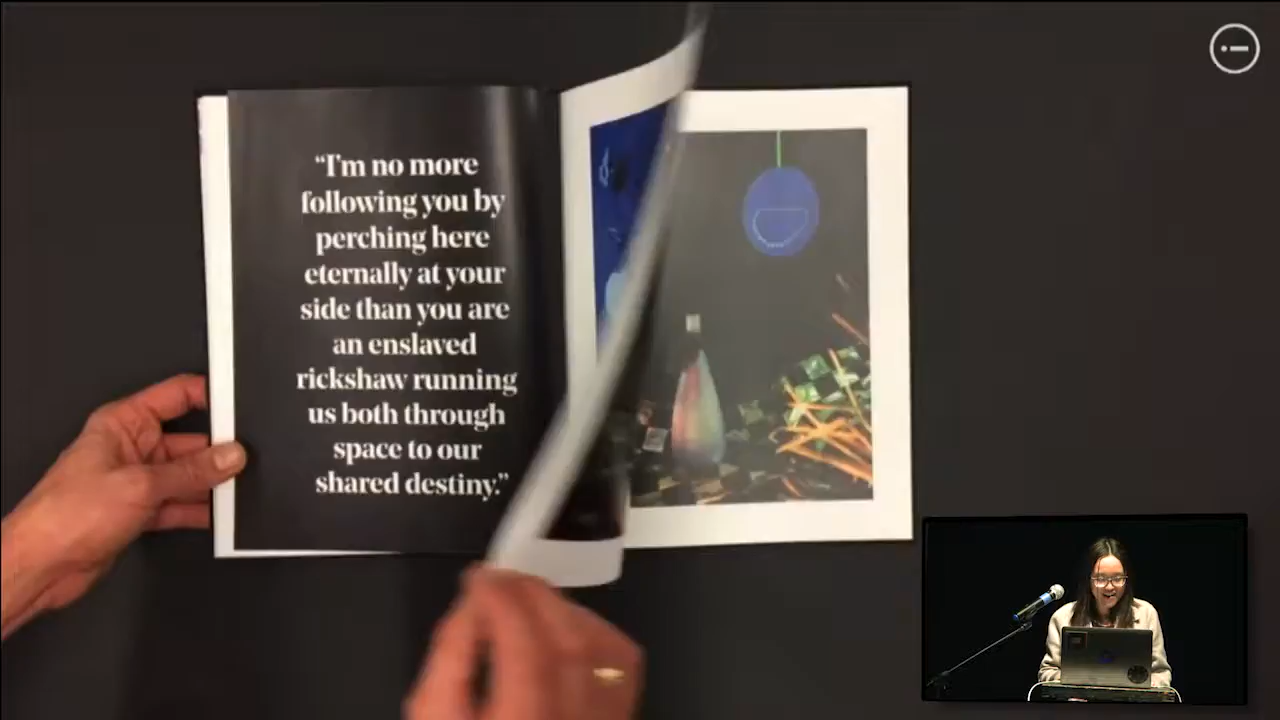 “I'm no more
following you by
perching here
eternally at your
side than you are
an enslaved
rickshaw running
us both through
space to our
shared destiny.”